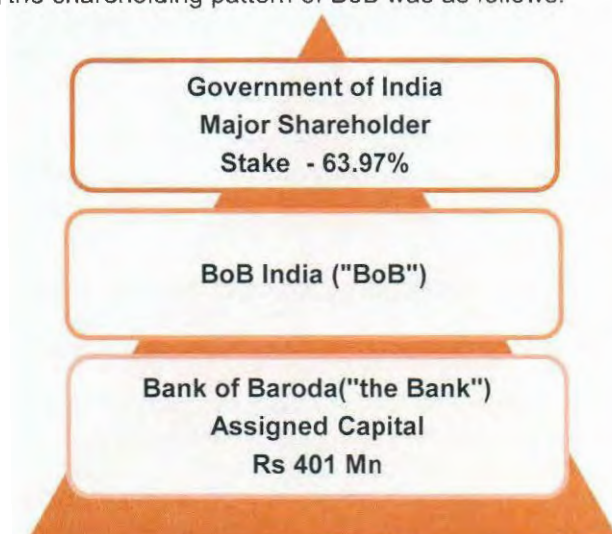 the shareholding pattern of BoB was as follows:
Government of India
Major Shareholder
Stake - 63.97%
BoB India ("BoB")
Bank of Baroda("the Bank")
Assigned Capital
Rs 401 Mn